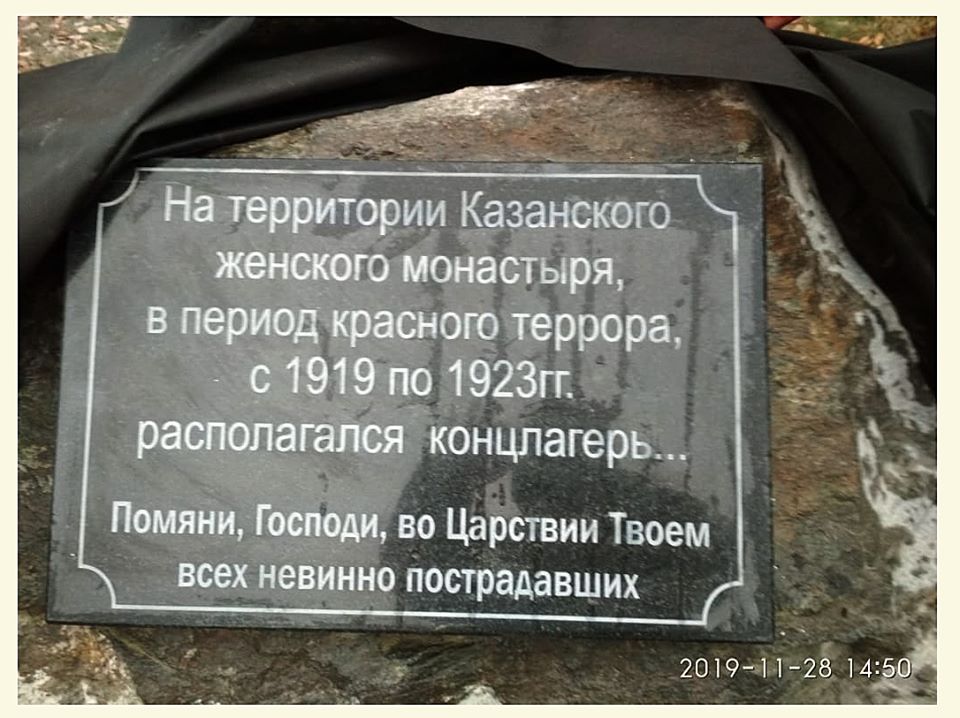 На территории Казанского
женского монастыря,
в период красного террора,
с 1919 по 1923гг.
располагался концлагерь...
Помяни, Господи, во Царствии Твоем
всех невинно пострадавших
2019-11-28 14:50